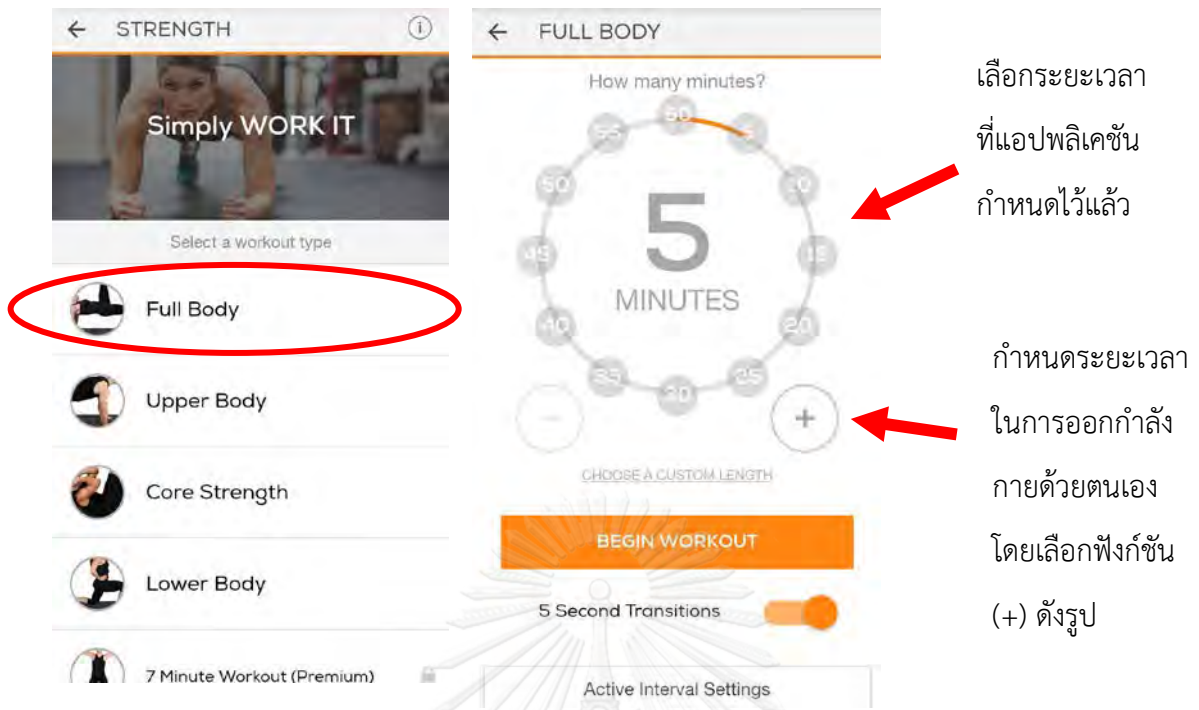 STRENGTH
Simply WORK IT
Select a workout type
Full Body
Upper Body
Core Strength
Lower Body
7 Minute Workout (Premium)
FULL BODY
How many minutes?
60
5
10
15
20
25
30
35
40
45
50
55
5
MINUTES
CHOOSE A CUSTOM LENGTH
BEGIN WORKOUT
5 Second Transitions
Active Interval Settings
เลือกระยะเวลา
ที่แอปพลิเคชัน
กำหนดไว้แล้ว
กำหนดระยะเวลา
ในการออกกำลัง
กายด้วยตนเอง
โดยเลือกฟังก์ชัน
(+) ดังรูป